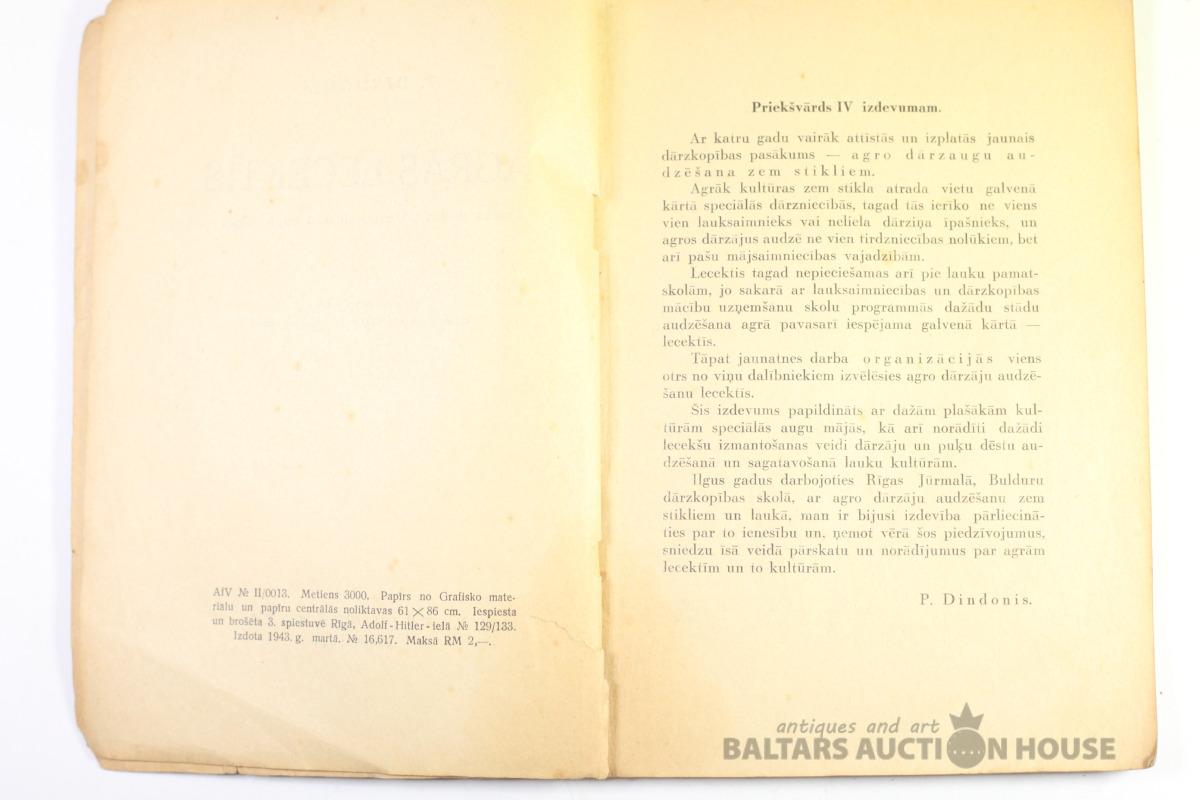 AfV № II/0013. Metiens 3000. Papīrs no Grafisko mate-
rialu un papīru centrālās noliktavas 61×86 cm. Iespiesta
un brošēta 3. spiestuvē Rīgā, Adolf-Hitler-ielā № 129/133.
Izdota 1943. g. martā. № 16,617. Maksā RM 2,—.
Priekšvārds IV izdevumam.
Ar katru gadu vairāk attīstās un izplatās jaunais
dārzkopības pasākums — agro dārzaugu au-
dzēšana zem stikliem.
Agrāk kultūras zem stikla atrada vietu galvenā
kārtā speciālās dārzniecībās, tagad tās ierīko ne viens
vien lauksaimnieks vai neliela dārziņa īpašnieks, un
agros dārzājus audzē ne vien tirdzniecības nolūkiem, bet
arī pašu mājsaimniecības vajadzībām.
Lecektis tagad nepieciešamas arī pie lauku pamat-
skolām, jo sakarā ar lauksaimniecības un dārzkopības
mācību uzņemšanu skolu programmās dažādu stādu
audzēšana agrā pavasarī iespējama galvenā kārtā —
lecektīs.
Tāpat jaunatnes darba organizācijās viens
otrs no viņu dalībniekiem izvēlēsies agro dārzāju audzē-
šanu lecektīs.
Šis izdevums papildināts ar dažām plašākām kul-
tūrām speciālās augu mājās, kā arī norādīti dažādi
lecekšu izmantošanas veidi dārzāju un puķu dēstu au-
dzēšanā un sagatavošanā lauku kultūrām.
Ilgus gadus darbojoties Rīgas Jūrmalā, Bulduru
dārzkopības skolā, ar agro dārzāju audzēšanu zem
stikliem un laukā, man ir bijusi izdevība pārliecinā-
ties par to ienesību un, ņemot vērā šos piedzīvojumus,
sniedzu īsā veidā pārskatu un norādījumus par agrām
lecektīm un to kultūrām.
P. Dindonis.
antiques and art
BALTARS AUCTION HOUSE